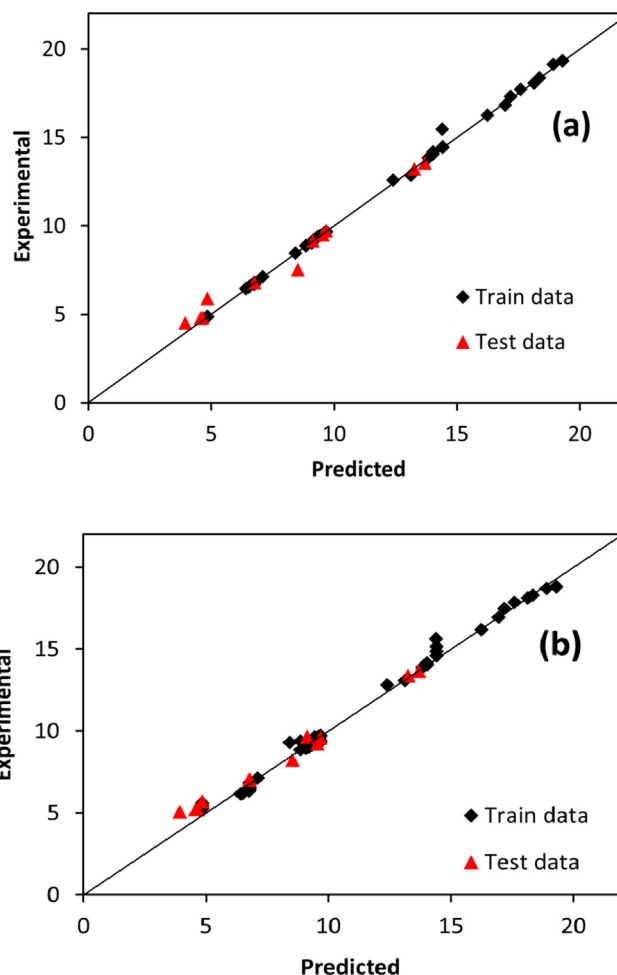 20
(a)
15
Experimental
10
Train data
5
Test data
0
0 5 10 15 20
Predicted
20
(b)
15
Experimental
10
Train data
5
Test data
0
0 5 10 15 20
Predicted